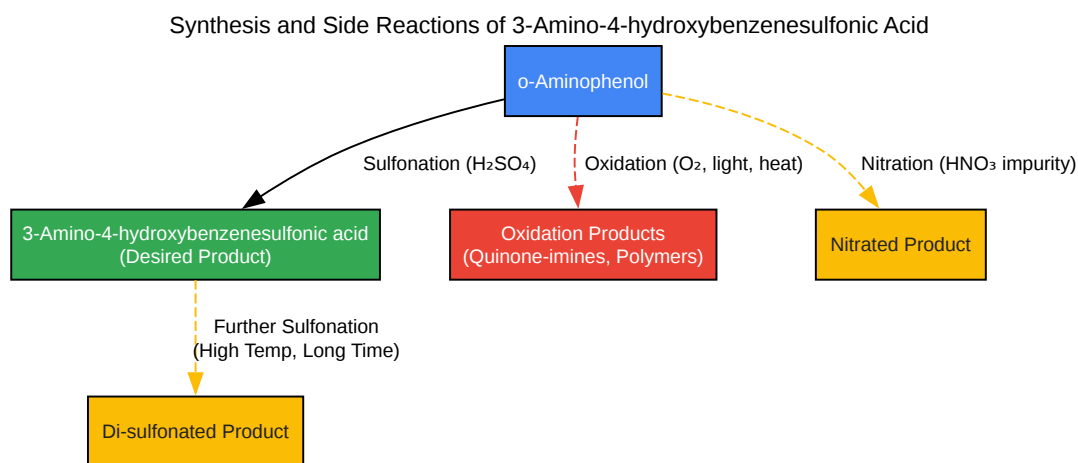 Synthesis and Side Reactions of 3-Amino-4-hydroxybenzenesulfonic Acid
o-Aminophenol
Sulfonation (H₂SO₄)
Oxidation (O₂, light, heat)
Nitration (HNO₃ impurity)
3-Amino-4-hydroxybenzenesulfonic acid
(Desired Product)
Oxidation Products
(Quinone-imines, Polymers)
Nitrated Product
Further Sulfonation
(High Temp, Long Time)
Di-sulfonated Product